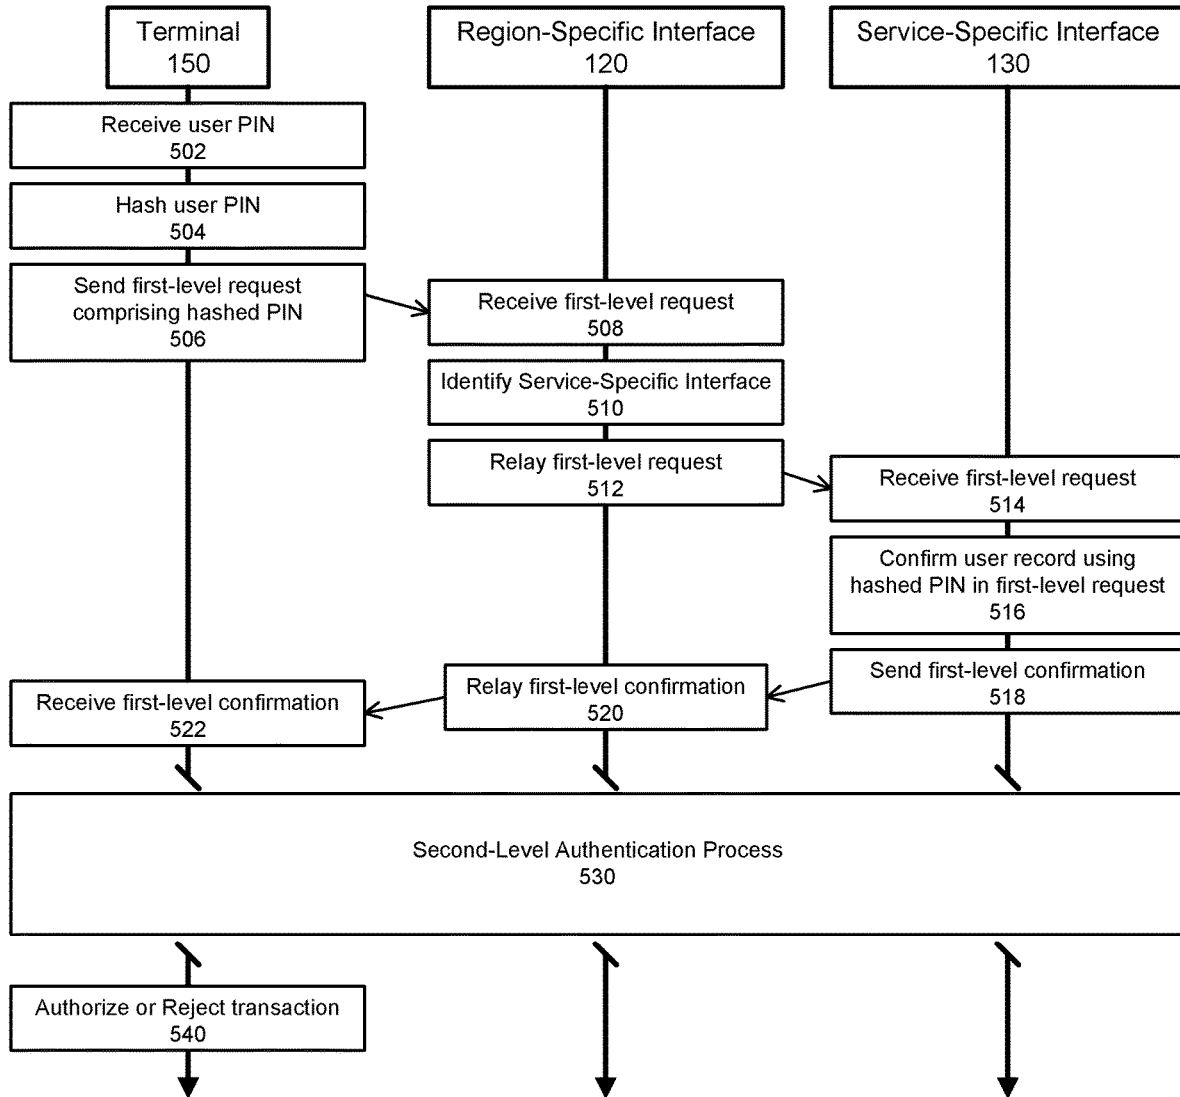 Terminal
150
Region-Specific Interface
120
Service-Specific Interface
130
Receive user PIN
502
Hash user PIN
504
Send first-level request
comprising hashed PIN
506
Receive first-level request
508
Identify Service-Specific Interface
510
Relay first-level request
512
Receive first-level request
514
Confirm user record using
hashed PIN in first-level request
516
Send first-level confirmation
518
Relay first-level confirmation
520
Receive first-level confirmation
522
Second-Level Authentication Process
530
Authorize or Reject transaction
540